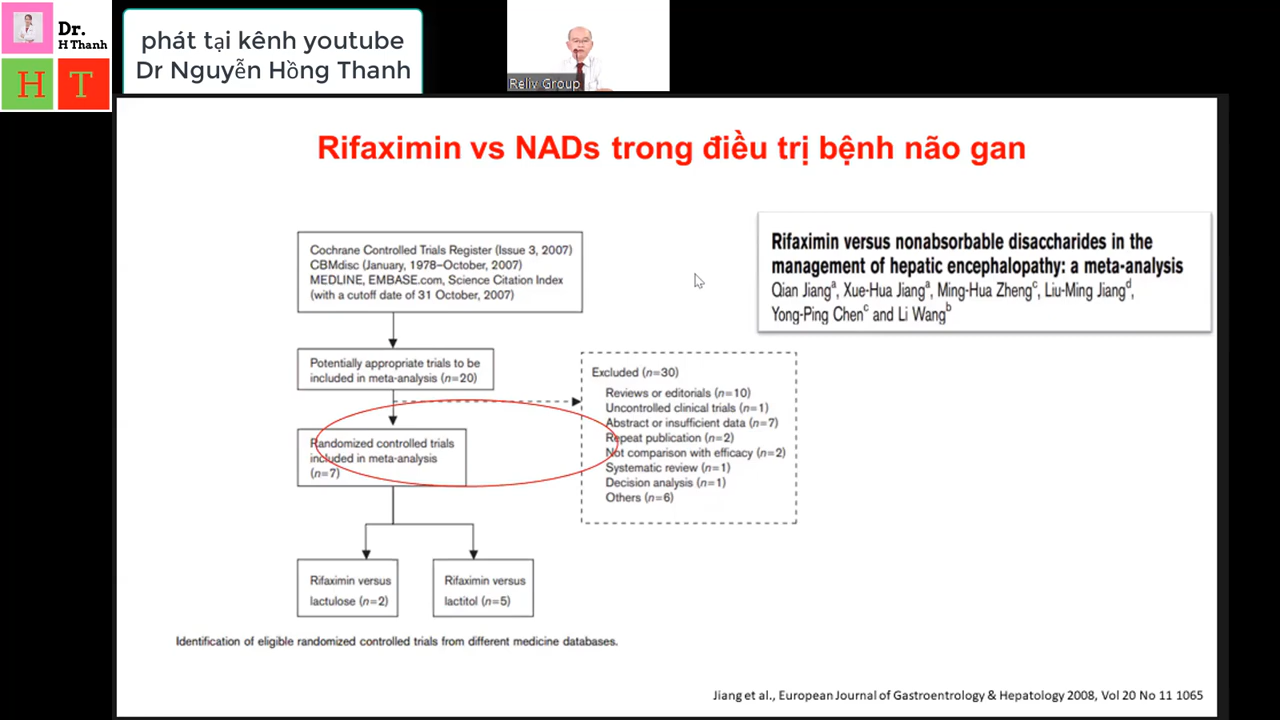 Dr.
H Thanh
H T
phát tại kênh youtube
Dr Nguyễn Hồng Thanh
Reliv Group
Rifaximin vs NADs trong điều trị bệnh não gan
Rifaximin versus nonabsorbable disaccharides in the
management of hepatic encephalopathy: a meta-analysis
Qian Jiangᵃ, Xue-Hua Jiangᵃ, Ming-Hua Zhengᶜ, Liu-Ming Jiangᵈ,
Yong-Ping Chenᶜ and Li Wangᵇ
Cochrane Controlled Trials Register (Issue 3, 2007)
CBMdisc (January, 1978–October, 2007)
MEDLINE, EMBASE.com, Science Citation Index
(with a cutoff date of 31 October, 2007)
Potentially appropriate trials to be
included in meta-analysis (n=20)
Excluded (n=30)
Reviews or editorials (n=10)
Uncontrolled clinical trials (n=1)
Abstract or insufficient data (n=7)
Repeat publication (n=2)
Not comparison with efficacy (n=2)
Systematic review (n=1)
Decision analysis (n=1)
Others (n=6)
Randomized controlled trials
included in meta-analysis
(n=7)
Rifaximin versus
lactulose (n=2)
Rifaximin versus
lactitol (n=5)
Identification of eligible randomized controlled trials from different medicine databases.
Jiang et al., European Journal of Gastroenterology & Hepatology 2008, Vol 20 No 11 1065